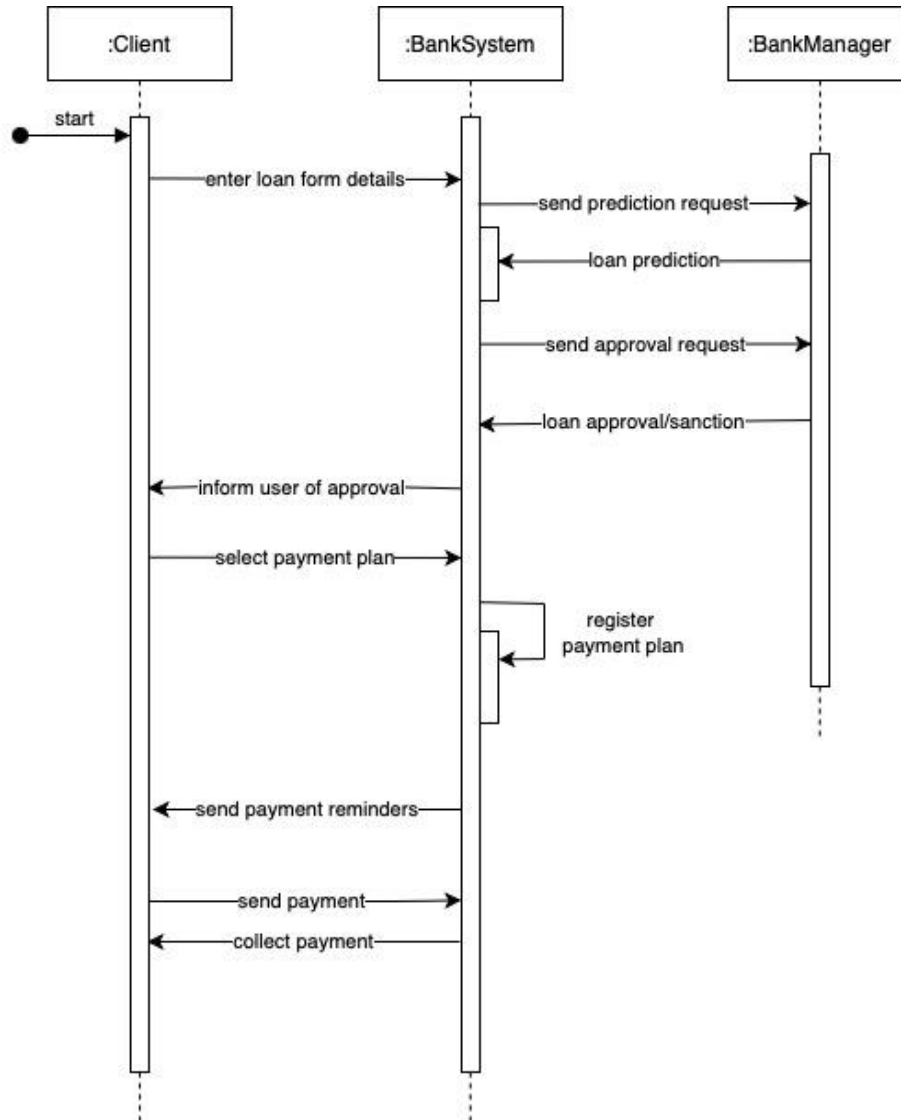 :Client
:BankSystem
:BankManager
start
enter loan form details
send prediction request
loan prediction
send approval request
loan approval/sanction
inform user of approval
select payment plan
register
payment plan
send payment reminders
send payment
collect payment